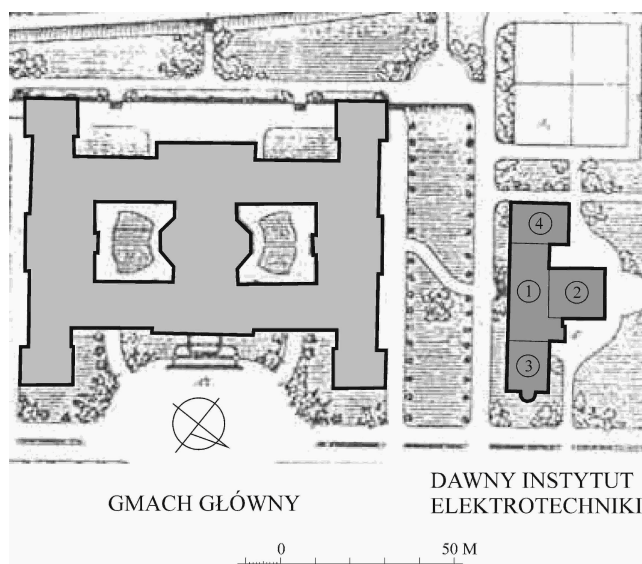 ④
①
②
③
GMACH GŁÓWNY
DAWNY INSTYTUT
ELEKTROTECHNIKI
0 50 M